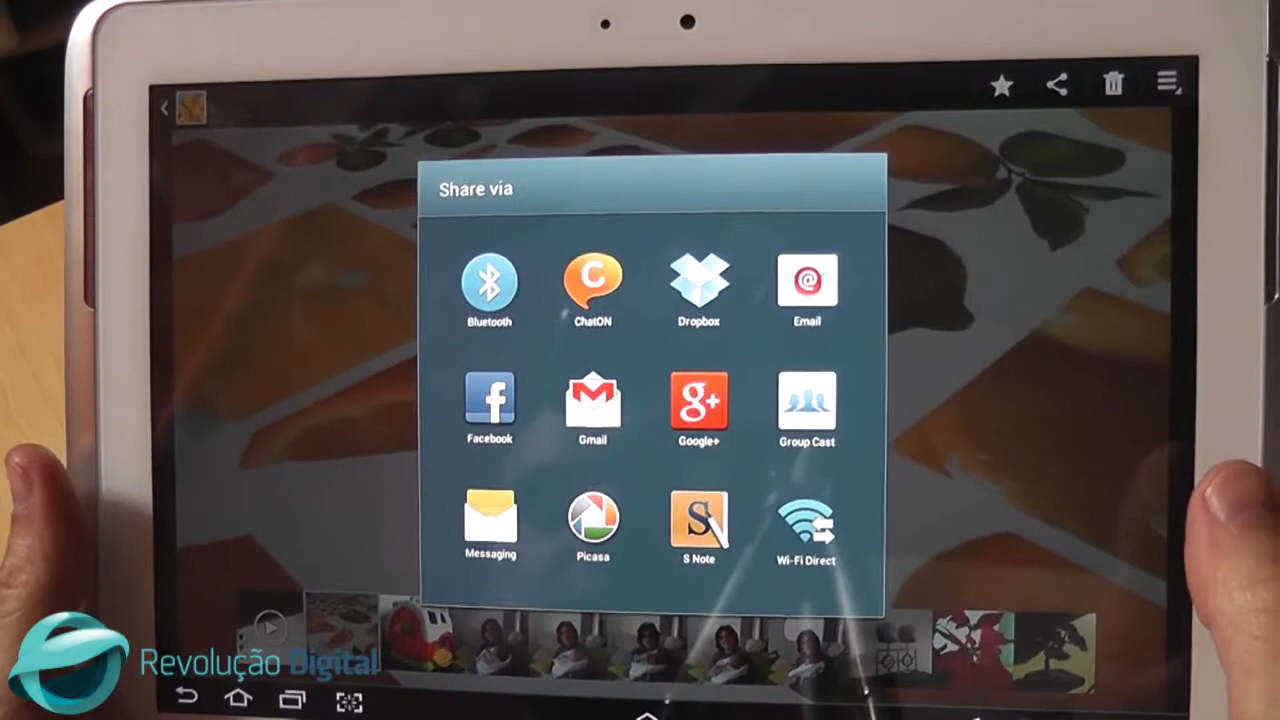 Share via
Bluetooth
ChatON
Dropbox
Email
Facebook
Gmail
Google+
Group Cast
Messaging
Picasa
S Note
Wi-Fi Direct
Revolução Digital